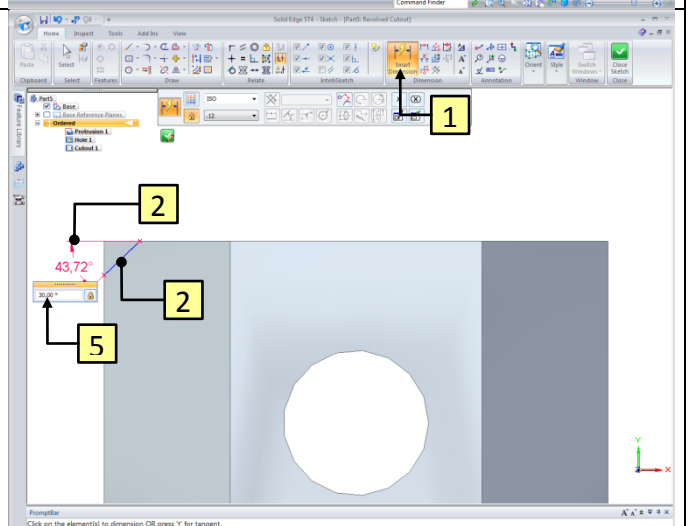 Command Finder
Solid Edge ST4 - Sketch - [Part5: Revolved Cutout]
Home Inspect Tools Add Ins View
Paste Select Smart Dimension Orient Style Switch Windows Close Sketch
Clipboard Select Features Draw Relate IntelliSketch Dimension Annotation Window Close
Feature Library
Part5
Base
Base Reference Planes
Ordered
Protrusion 1
Hole 1
Cutout 1
ISO
.12
1
2
43,72°
2
30,00 °
5
Y
X
PromptBar
Click on the element(s) to dimension OR press 'Y' for tangent.